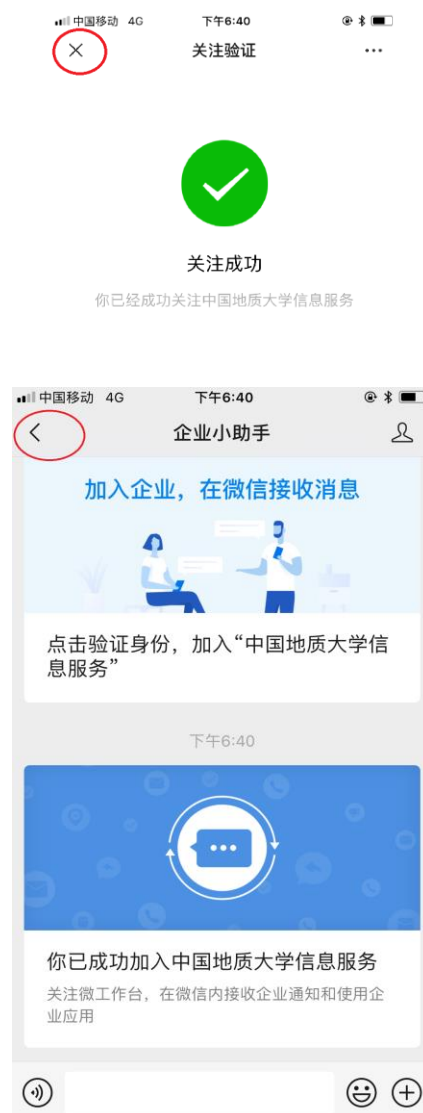 中国移动 4G 下午6:40
关注验证
关注成功
你已经成功关注中国地质大学信息服务
中国移动 4G 下午6:40
企业小助手
加入企业，在微信接收消息
点击验证身份，加入“中国地质大学信
息服务”
下午6:40
你已成功加入中国地质大学信息服务
关注微工作台，在微信内接收企业通知和使用企
业应用